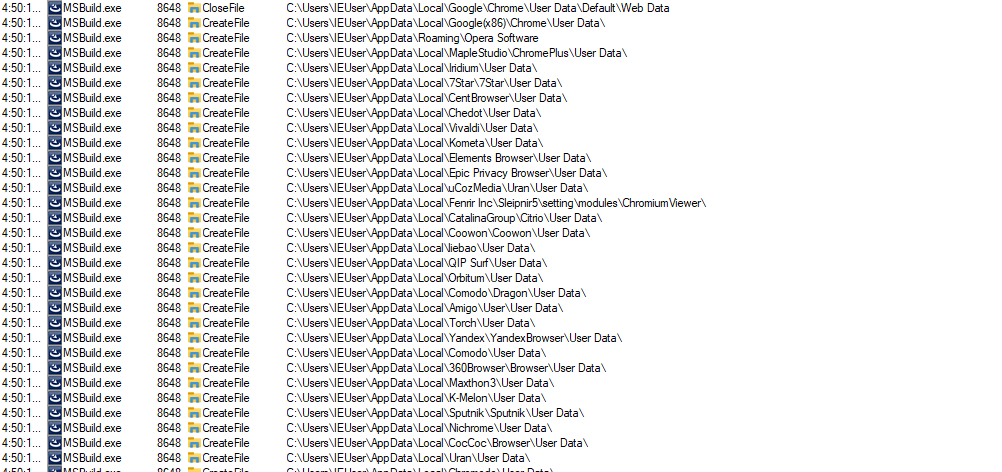 4:50:1... MSBuild.exe 8648 CloseFile C:\Users\IEUser\AppData\Local\Google\Chrome\User Data\Default\Web Data
4:50:1... MSBuild.exe 8648 CreateFile C:\Users\IEUser\AppData\Local\Google(x86)\Chrome\User Data\
4:50:1... MSBuild.exe 8648 CreateFile C:\Users\IEUser\AppData\Roaming\Opera Software
4:50:1... MSBuild.exe 8648 CreateFile C:\Users\IEUser\AppData\Local\MapleStudio\ChromePlus\User Data\
4:50:1... MSBuild.exe 8648 CreateFile C:\Users\IEUser\AppData\Local\Iridium\User Data\
4:50:1... MSBuild.exe 8648 CreateFile C:\Users\IEUser\AppData\Local\7Star\7Star\User Data\
4:50:1... MSBuild.exe 8648 CreateFile C:\Users\IEUser\AppData\Local\CentBrowser\User Data\
4:50:1... MSBuild.exe 8648 CreateFile C:\Users\IEUser\AppData\Local\Chedot\User Data\
4:50:1... MSBuild.exe 8648 CreateFile C:\Users\IEUser\AppData\Local\Vivaldi\User Data\
4:50:1... MSBuild.exe 8648 CreateFile C:\Users\IEUser\AppData\Local\Kometa\User Data\
4:50:1... MSBuild.exe 8648 CreateFile C:\Users\IEUser\AppData\Local\Elements Browser\User Data\
4:50:1... MSBuild.exe 8648 CreateFile C:\Users\IEUser\AppData\Local\Epic Privacy Browser\User Data\
4:50:1... MSBuild.exe 8648 CreateFile C:\Users\IEUser\AppData\Local\uCozMedia\Uran\User Data\
4:50:1... MSBuild.exe 8648 CreateFile C:\Users\IEUser\AppData\Local\Fenrir Inc\Sleipnir5\setting\modules\ChromiumViewer\
4:50:1... MSBuild.exe 8648 CreateFile C:\Users\IEUser\AppData\Local\CatalinaGroup\Citrio\User Data\
4:50:1... MSBuild.exe 8648 CreateFile C:\Users\IEUser\AppData\Local\Coowon\Coowon\User Data\
4:50:1... MSBuild.exe 8648 CreateFile C:\Users\IEUser\AppData\Local\liebao\User Data\
4:50:1... MSBuild.exe 8648 CreateFile C:\Users\IEUser\AppData\Local\QIP Surf\User Data\
4:50:1... MSBuild.exe 8648 CreateFile C:\Users\IEUser\AppData\Local\Orbitum\User Data\
4:50:1... MSBuild.exe 8648 CreateFile C:\Users\IEUser\AppData\Local\Comodo\Dragon\User Data\
4:50:1... MSBuild.exe 8648 CreateFile C:\Users\IEUser\AppData\Local\Amigo\User\User Data\
4:50:1... MSBuild.exe 8648 CreateFile C:\Users\IEUser\AppData\Local\Torch\User Data\
4:50:1... MSBuild.exe 8648 CreateFile C:\Users\IEUser\AppData\Local\Yandex\YandexBrowser\User Data\
4:50:1... MSBuild.exe 8648 CreateFile C:\Users\IEUser\AppData\Local\Comodo\User Data\
4:50:1... MSBuild.exe 8648 CreateFile C:\Users\IEUser\AppData\Local\360Browser\Browser\User Data\
4:50:1... MSBuild.exe 8648 CreateFile C:\Users\IEUser\AppData\Local\Maxthon3\User Data\
4:50:1... MSBuild.exe 8648 CreateFile C:\Users\IEUser\AppData\Local\K-Melon\User Data\
4:50:1... MSBuild.exe 8648 CreateFile C:\Users\IEUser\AppData\Local\Sputnik\Sputnik\User Data\
4:50:1... MSBuild.exe 8648 CreateFile C:\Users\IEUser\AppData\Local\Nichrome\User Data\
4:50:1... MSBuild.exe 8648 CreateFile C:\Users\IEUser\AppData\Local\CocCoc\Browser\User Data\
4:50:1... MSBuild.exe 8648 CreateFile C:\Users\IEUser\AppData\Local\Uran\User Data\
4:50:1... MSBuild.exe 8648 CreateFile C:\Users\IEUser\AppData\Local\Chromodo\User Data\